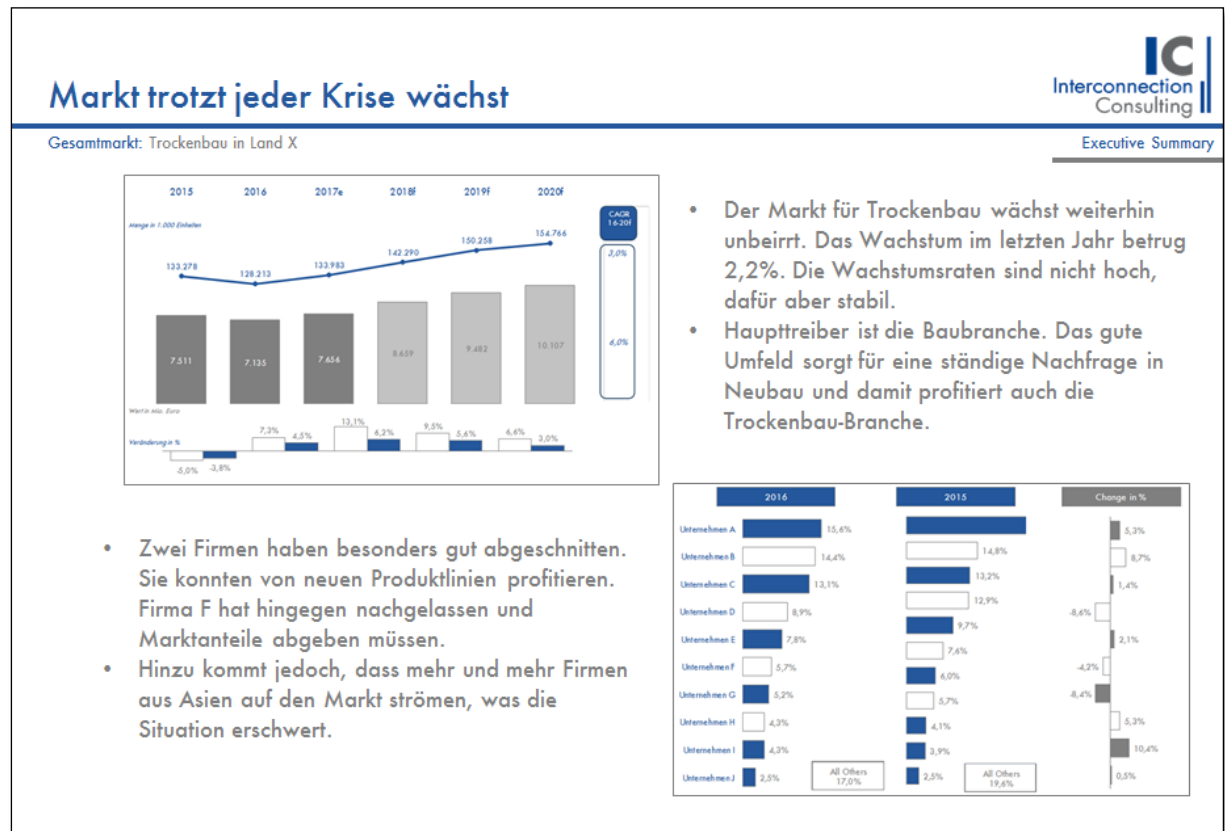 IC
Interconnection
Consulting
Markt trotzt jeder Krise wächst
Gesamtmarkt: Trockenbau in Land X
Executive Summary
2015 2016 2017e 2018f 2019f 2020f
CAGR
16-20f
Menge in 1.000 Einheiten
133.278 128.213 133.983 142.290 150.258 154.766
3,0%
7.511 7.135 7.656 8.659 9.482 10.107
6,0%
Wert in Mio. Euro
Veränderung in %
-5,0% -3,8% 7,3% 4,5% 13,1% 6,2% 9,5% 5,6% 6,6% 3,0%
• Der Markt für Trockenbau wächst weiterhin
unbeirrt. Das Wachstum im letzten Jahr betrug
2,2%. Die Wachstumsraten sind nicht hoch,
dafür aber stabil.
• Haupttreiber ist die Baubranche. Das gute
Umfeld sorgt für eine ständige Nachfrage in
Neubau und damit profitiert auch die
Trockenbau-Branche.
• Zwei Firmen haben besonders gut abgeschnitten.
Sie konnten von neuen Produktlinien profitieren.
Firma F hat hingegen nachgelassen und
Marktanteile abgeben müssen.
• Hinzu kommt jedoch, dass mehr und mehr Firmen
aus Asien auf den Markt strömen, was die
Situation erschwert.
2016 2015 Change in %
Unternehmen A 15,6% 5,3%
Unternehmen B 14,4% 14,8% 8,7%
Unternehmen C 13,1% 13,2% 1,4%
Unternehmen D 8,9% 12,9% -8,6%
Unternehmen E 7,8% 9,7% 2,1%
Unternehmen F 5,7% 7,6% -4,2%
Unternehmen G 5,2% 6,0% -8,4%
Unternehmen H 4,3% 5,7% 5,3%
4,1%
Unternehmen I 4,3% 3,9% 10,4%
Unternehmen J 2,5% 2,5% 0,5%
All Others
17,0%
All Others
19,6%